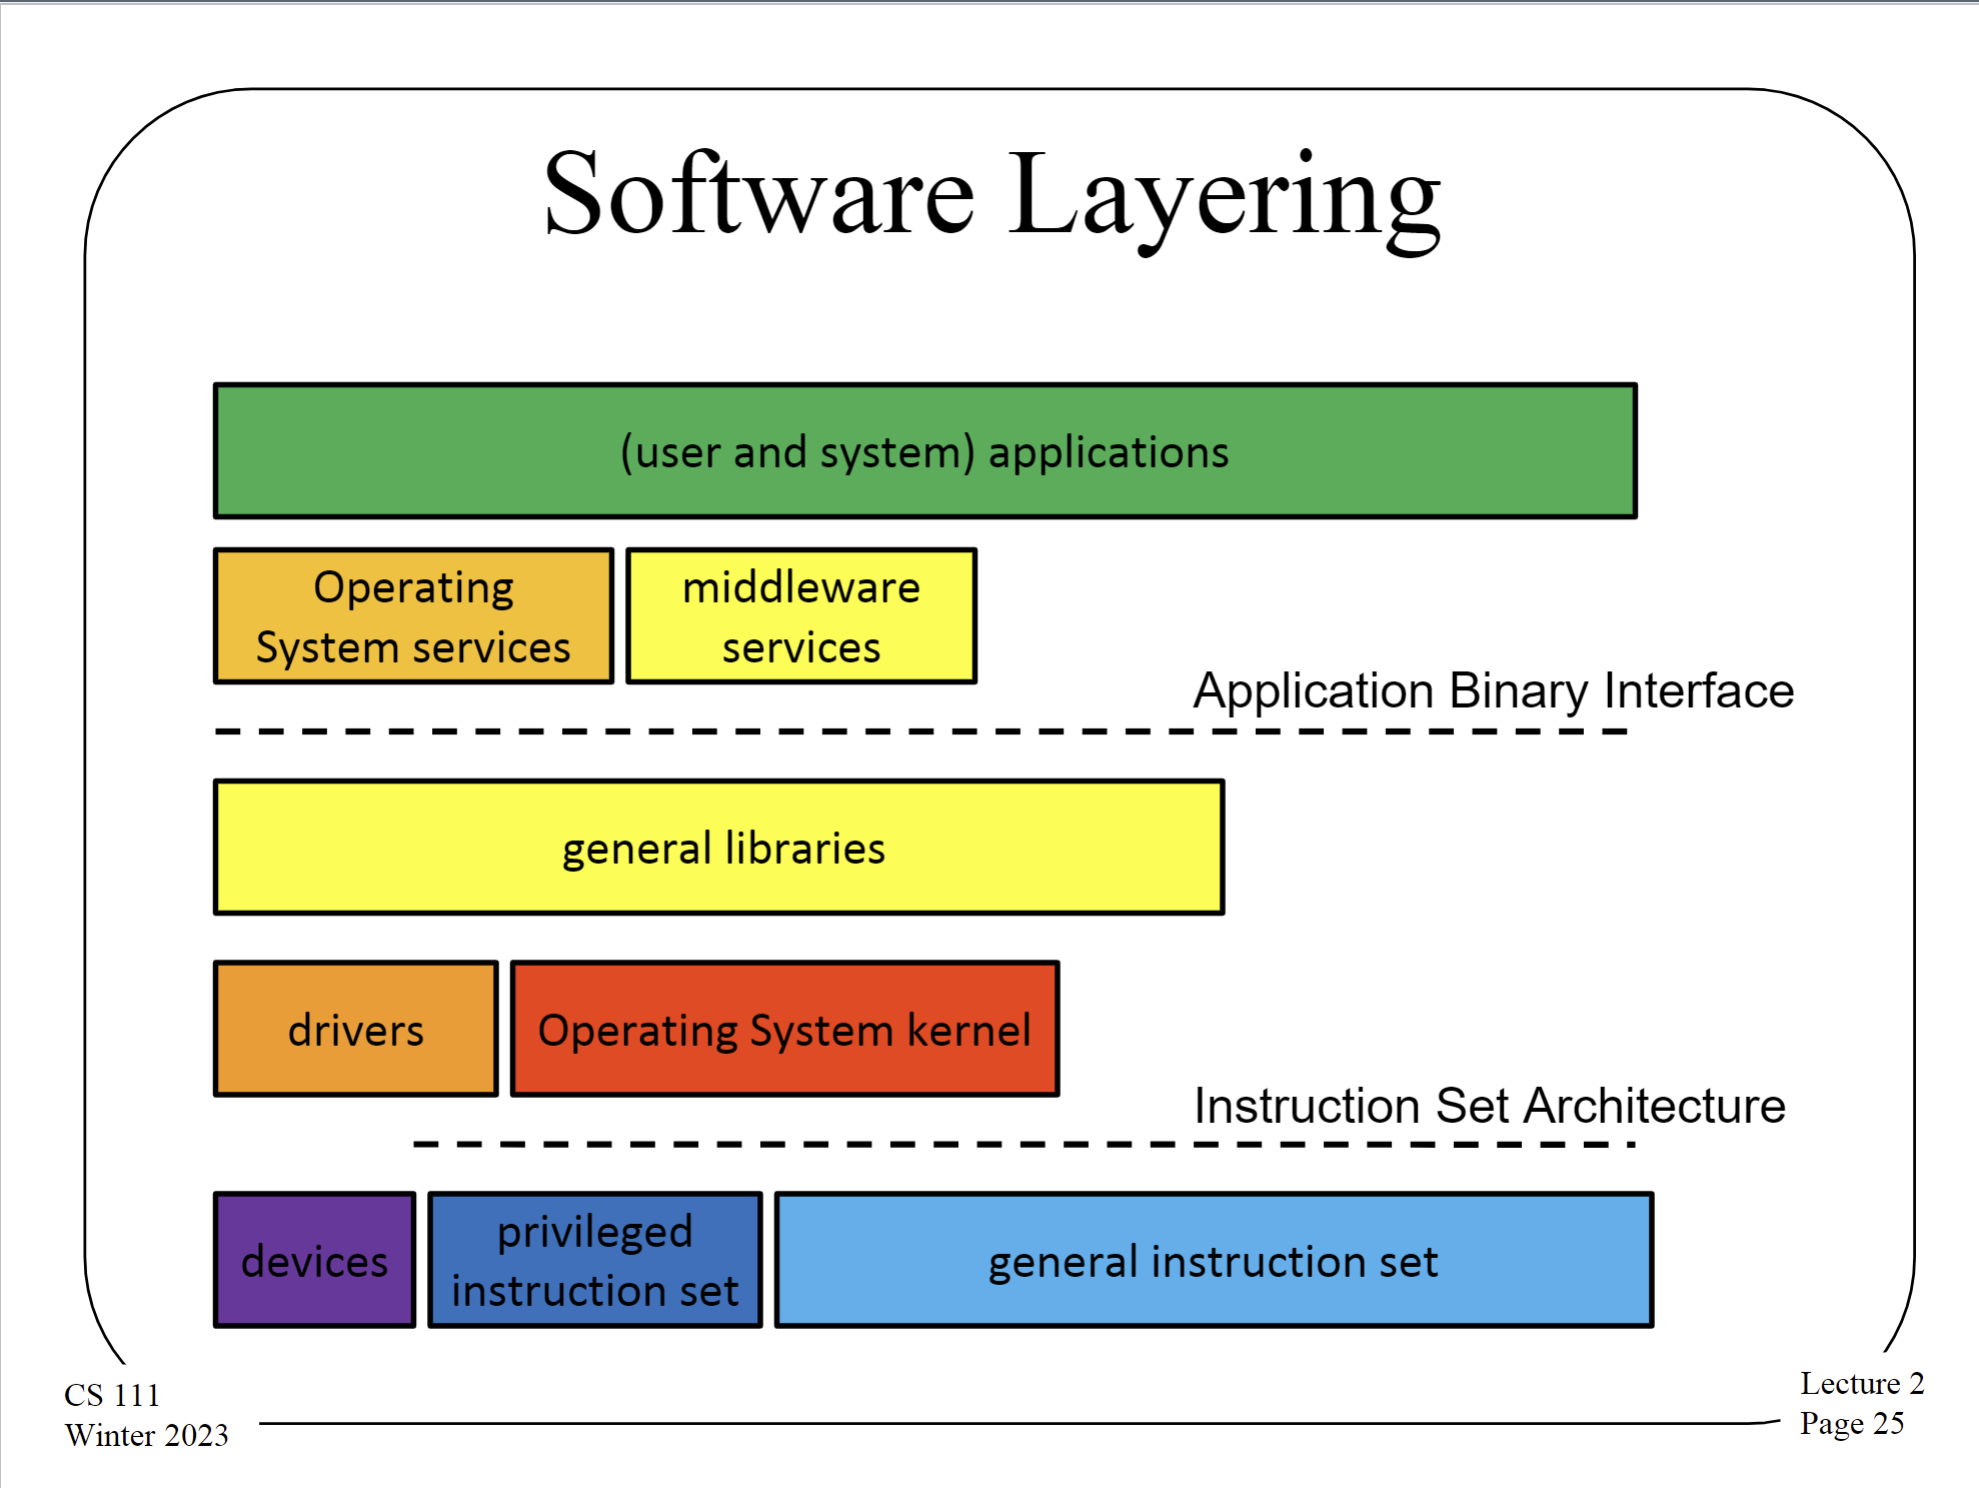 Software Layering
(user and system) applications
Operating
System services
middleware
services
Application Binary Interface
general libraries
drivers
Operating System kernel
Instruction Set Architecture
devices
privileged
instruction set
general instruction set
CS 111
Winter 2023
Lecture 2
Page 25